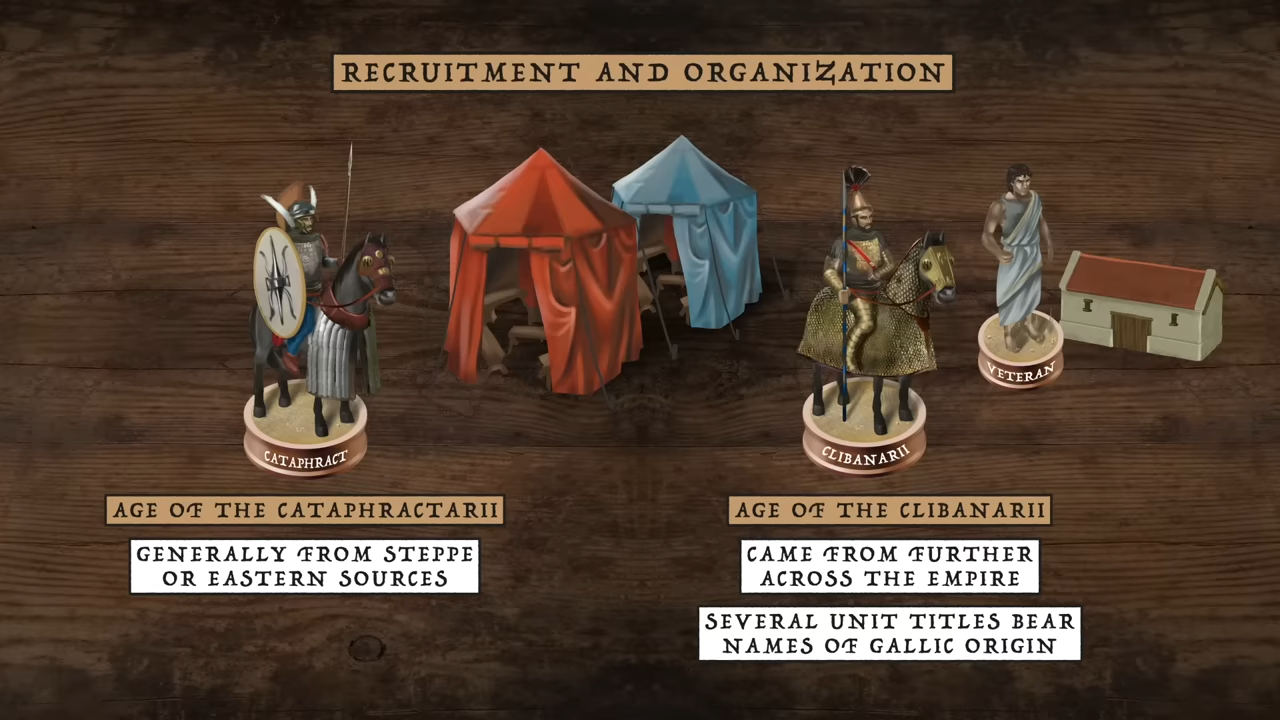 RECRUITMENT AND ORGANIZATION
CATAPHRACT
CLIBANARII
VETERAN
AGE OF THE CATAPHRACTARII
GENERALLY FROM STEPPE
OR EASTERN SOURCES
AGE OF THE CLIBANARII
CAME FROM FURTHER
ACROSS THE EMPIRE
SEVERAL UNIT TITLES BEAR
NAMES OF GALLIC ORIGIN